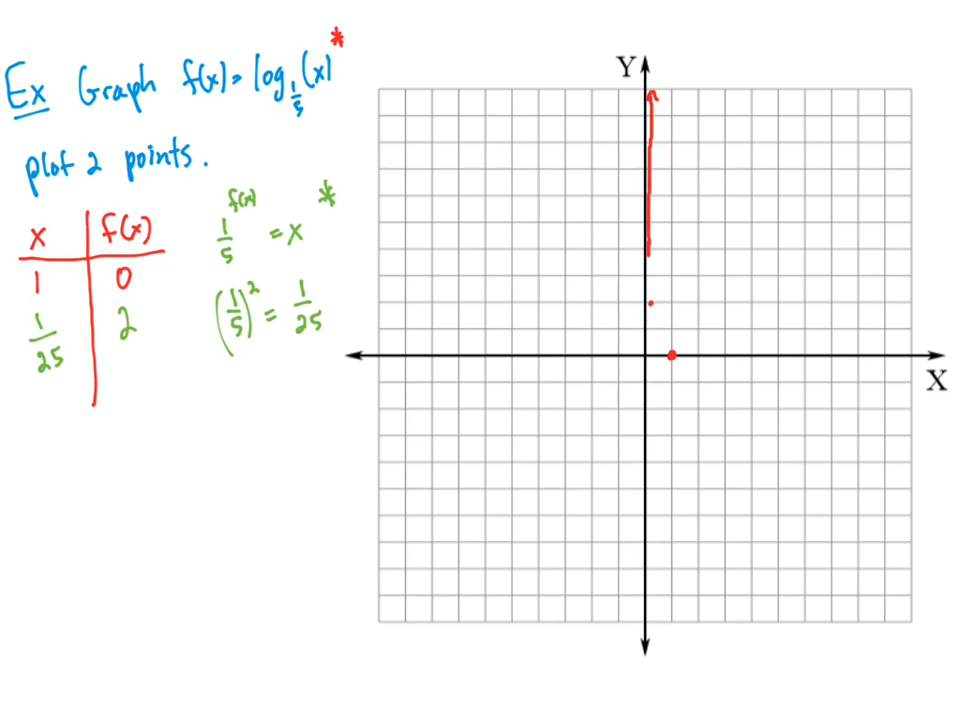 Ex Graph f(x) = log_{1/5}(x) *
plot 2 points.
x | f(x)
1 | 0
1/25 | 2
1/5^{f(x)} = x *
(1/5)^2 = 1/25
Y
X